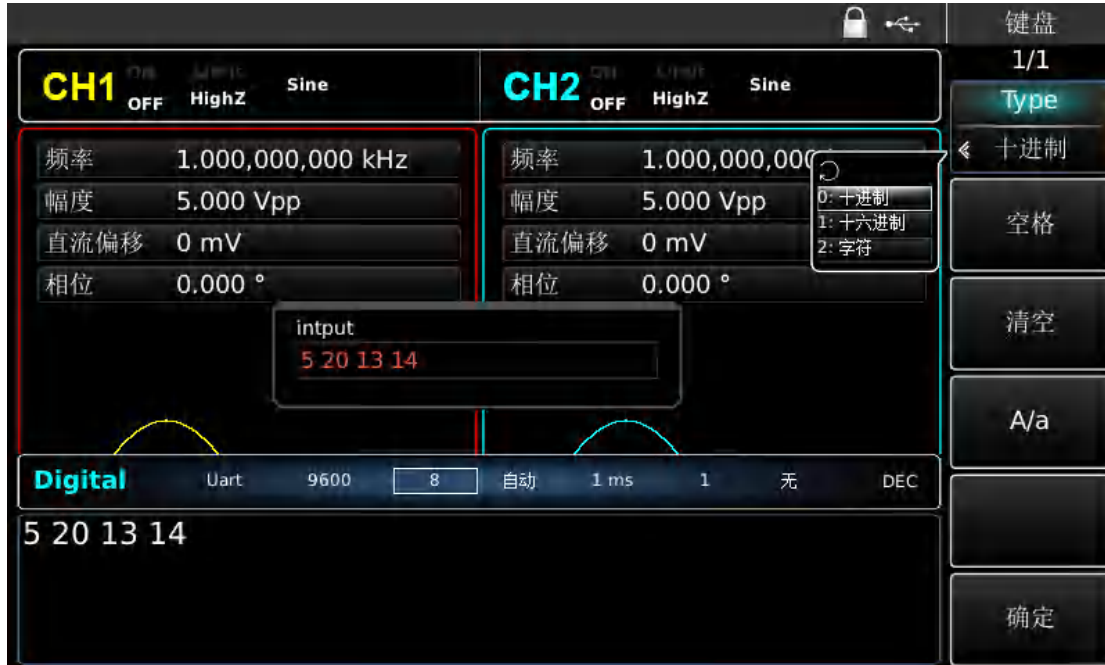 键盘
1/1
Type
十进制
空格
清空
A/a
确定
CH1 OFF HighZ Sine
CH2 OFF HighZ Sine
频率 1.000,000,000 kHz
幅度 5.000 Vpp
直流偏移 0 mV
相位 0.000 °
频率 1.000,000,000
幅度 5.000 Vpp
直流偏移 0 mV
相位 0.000 °
0: 十进制
1: 十六进制
2: 字符
intput
5 20 13 14
Digital Uart 9600 8 自动 1 ms 1 无 DEC
5 20 13 14